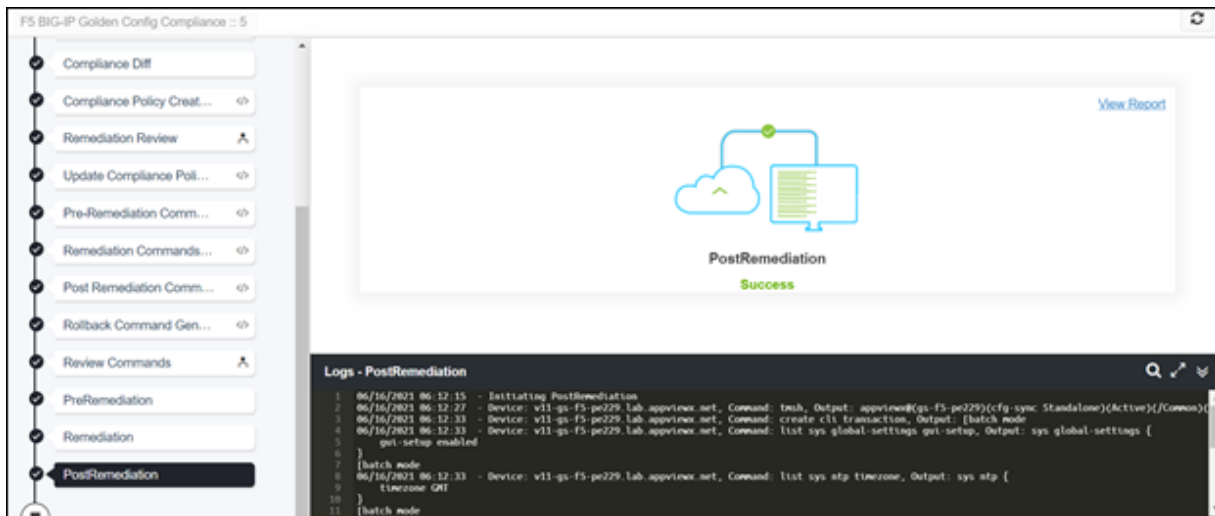 F5 BIG-IP Golden Config Compliance :: 5
Compliance Diff
Compliance Policy Creat...
Remediation Review
Update Compliance Poli...
Pre-Remediation Comm...
Remediation Commands...
Post Remediation Comm...
Rollback Command Gen...
Review Commands
PreRemediation
Remediation
PostRemediation
View Report
PostRemediation
Success
Logs - PostRemediation
1 06/16/2021 06:12:15 - Initiating PostRemediation
2 06/16/2021 06:12:27 - Device: v11-gs-f5-pe229.lab.appviewx.net, Command: tmsh, Output: appviewx@(gs-f5-pe229)(cfg-sync Standalone)(Active)(/Common)(
3 06/16/2021 06:12:33 - Device: v11-gs-f5-pe229.lab.appviewx.net, Command: create cli transaction, Output: [batch mode
4 06/16/2021 06:12:33 - Device: v11-gs-f5-pe229.lab.appviewx.net, Command: list sys global-settings gui-setup, Output: sys global-settings {
5 gui-setup enabled
6 }
7 [batch mode
8 06/16/2021 06:12:33 - Device: v11-gs-f5-pe229.lab.appviewx.net, Command: list sys ntp timezone, Output: sys ntp {
9 timezone GMT
10 }
11 [batch mode